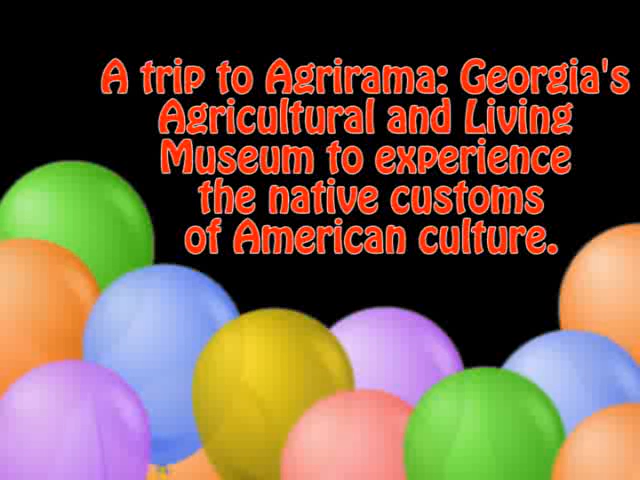 A trip to Agrirama: Georgia's
Agricultural and Living
Museum to experience
the native customs
of American culture.